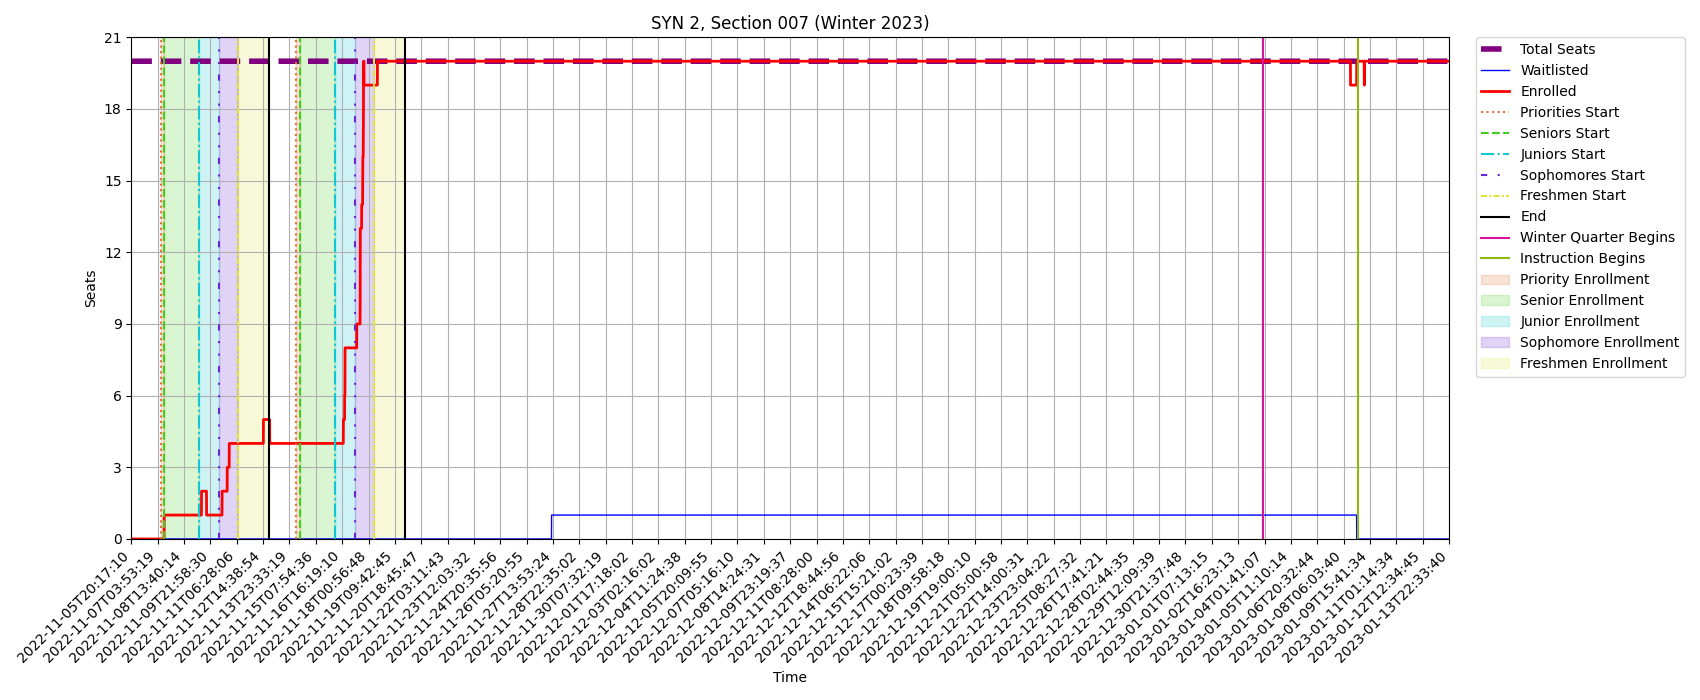 SYN 2, Section 007 (Winter 2023)
21
18
15
12
9
6
3
0
Seats
2022-11-05T20:17:10
2022-11-07T03:53:19
2022-11-08T13:40:14
2022-11-09T21:58:30
2022-11-11T06:28:06
2022-11-12T14:38:54
2022-11-13T23:33:19
2022-11-15T07:54:36
2022-11-16T16:19:10
2022-11-18T00:56:48
2022-11-19T09:42:45
2022-11-20T18:45:47
2022-11-22T03:11:43
2022-11-23T12:03:32
2022-11-24T20:35:56
2022-11-26T05:20:55
2022-11-27T13:53:24
2022-11-28T22:35:02
2022-11-30T07:32:19
2022-12-01T17:18:02
2022-12-03T02:16:02
2022-12-04T11:24:38
2022-12-05T20:09:55
2022-12-07T05:16:10
2022-12-08T14:24:31
2022-12-09T23:19:37
2022-12-11T08:28:00
2022-12-12T18:44:56
2022-12-14T06:22:06
2022-12-15T15:21:02
2022-12-17T00:23:39
2022-12-18T09:58:18
2022-12-19T19:00:10
2022-12-21T05:00:58
2022-12-22T14:00:31
2022-12-23T23:04:22
2022-12-25T08:27:32
2022-12-26T17:41:21
2022-12-28T02:44:35
2022-12-29T12:09:39
2022-12-30T21:37:48
2023-01-01T07:13:15
2023-01-02T16:23:13
2023-01-04T01:41:07
2023-01-05T11:10:14
2023-01-06T20:32:44
2023-01-08T06:03:40
2023-01-09T15:41:34
2023-01-11T01:14:34
2023-01-12T12:34:45
2023-01-13T22:33:40
Time
Total Seats
Waitlisted
Enrolled
Priorities Start
Seniors Start
Juniors Start
Sophomores Start
Freshmen Start
End
Winter Quarter Begins
Instruction Begins
Priority Enrollment
Senior Enrollment
Junior Enrollment
Sophomore Enrollment
Freshmen Enrollment